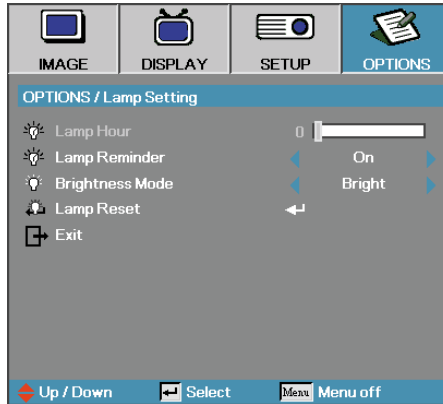 IMAGE DISPLAY SETUP OPTIONS
OPTIONS / Lamp Setting
Lamp Hour 0
Lamp Reminder On
Brightness Mode Bright
Lamp Reset
Exit
Up / Down Select Menu Menu off